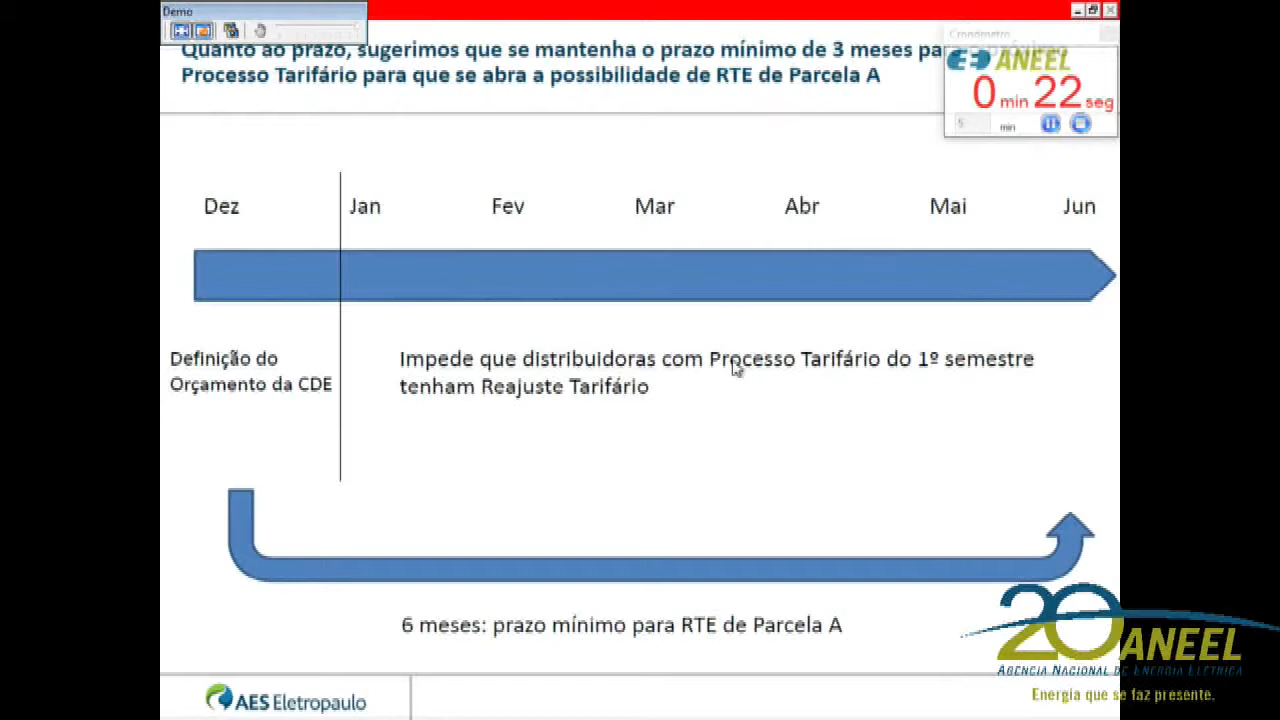 Demo
Quanto ao prazo, sugerimos que se mantenha o prazo mínimo de 3 meses
Processo Tarifário para que se abra a possibilidade de RTE de Parcela A
Cronômetro
ANEEL
0 min 22 seg
5 min
Dez Jan Fev Mar Abr Mai Jun
Definição do
Orçamento da CDE
Impede que distribuidoras com Processo Tarifário do 1º semestre
tenham Reajuste Tarifário
6 meses: prazo mínimo para RTE de Parcela A
AES Eletropaulo
20 ANEEL
AGÊNCIA NACIONAL DE ENERGIA ELÉTRICA
Energia que se faz presente.